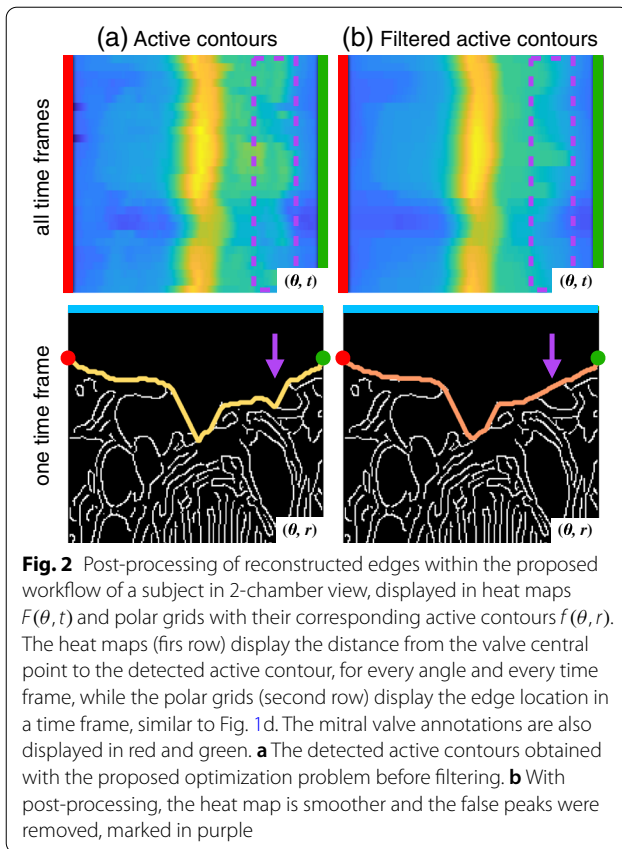 (a) Active contours
(b) Filtered active contours
all time frames
(θ, t)
(θ, t)
one time frame
(θ, r)
(θ, r)
Fig. 2 Post-processing of reconstructed edges within the proposed
workflow of a subject in 2-chamber view, displayed in heat maps
F(θ, t) and polar grids with their corresponding active contours f (θ, r).
The heat maps (firs row) display the distance from the valve central
point to the detected active contour, for every angle and every time
frame, while the polar grids (second row) display the edge location in
a time frame, similar to Fig. 1d. The mitral valve annotations are also
displayed in red and green. a The detected active contours obtained
with the proposed optimization problem before filtering. b With
post-processing, the heat map is smoother and the false peaks were
removed, marked in purple